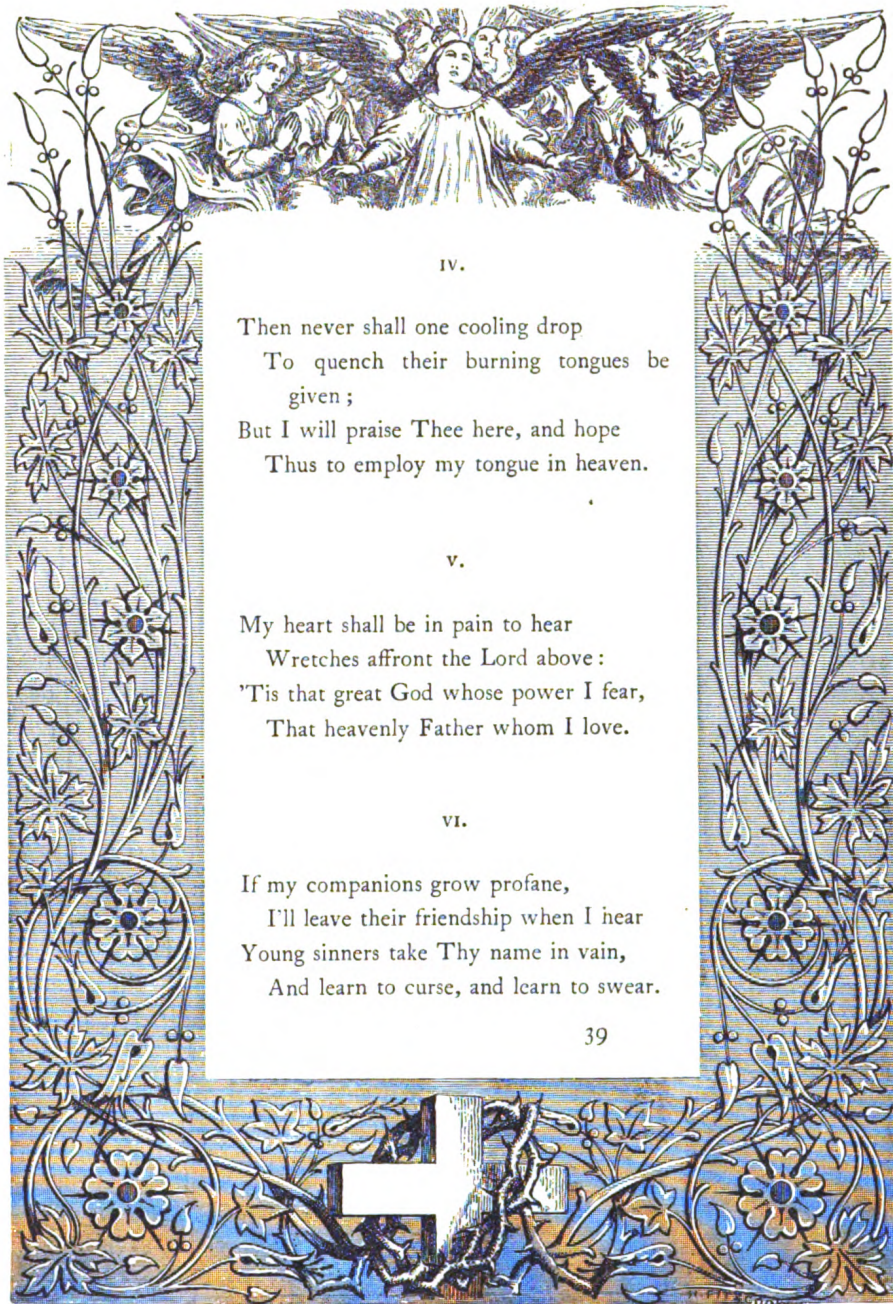 IV.
Then never shall one cooling drop
To quench their burning tongues be
given ;
But I will praise Thee here, and hope
Thus to employ my tongue in heaven.
V.
My heart shall be in pain to hear
Wretches affront the Lord above :
'Tis that great God whose power I fear,
That heavenly Father whom I love.
VI.
If my companions grow profane,
I'll leave their friendship when I hear
Young sinners take Thy name in vain,
And learn to curse, and learn to swear.
39